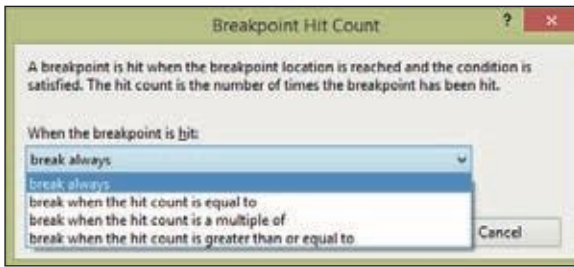 Breakpoint Hit Count
?
×
A breakpoint is hit when the breakpoint location is reached and the condition is
satisfied. The hit count is the number of times the breakpoint has been hit.
When the breakpoint is hit:
break always
break always
break when the hit count is equal to
break when the hit count is a multiple of
break when the hit count is greater than or equal to
Cancel